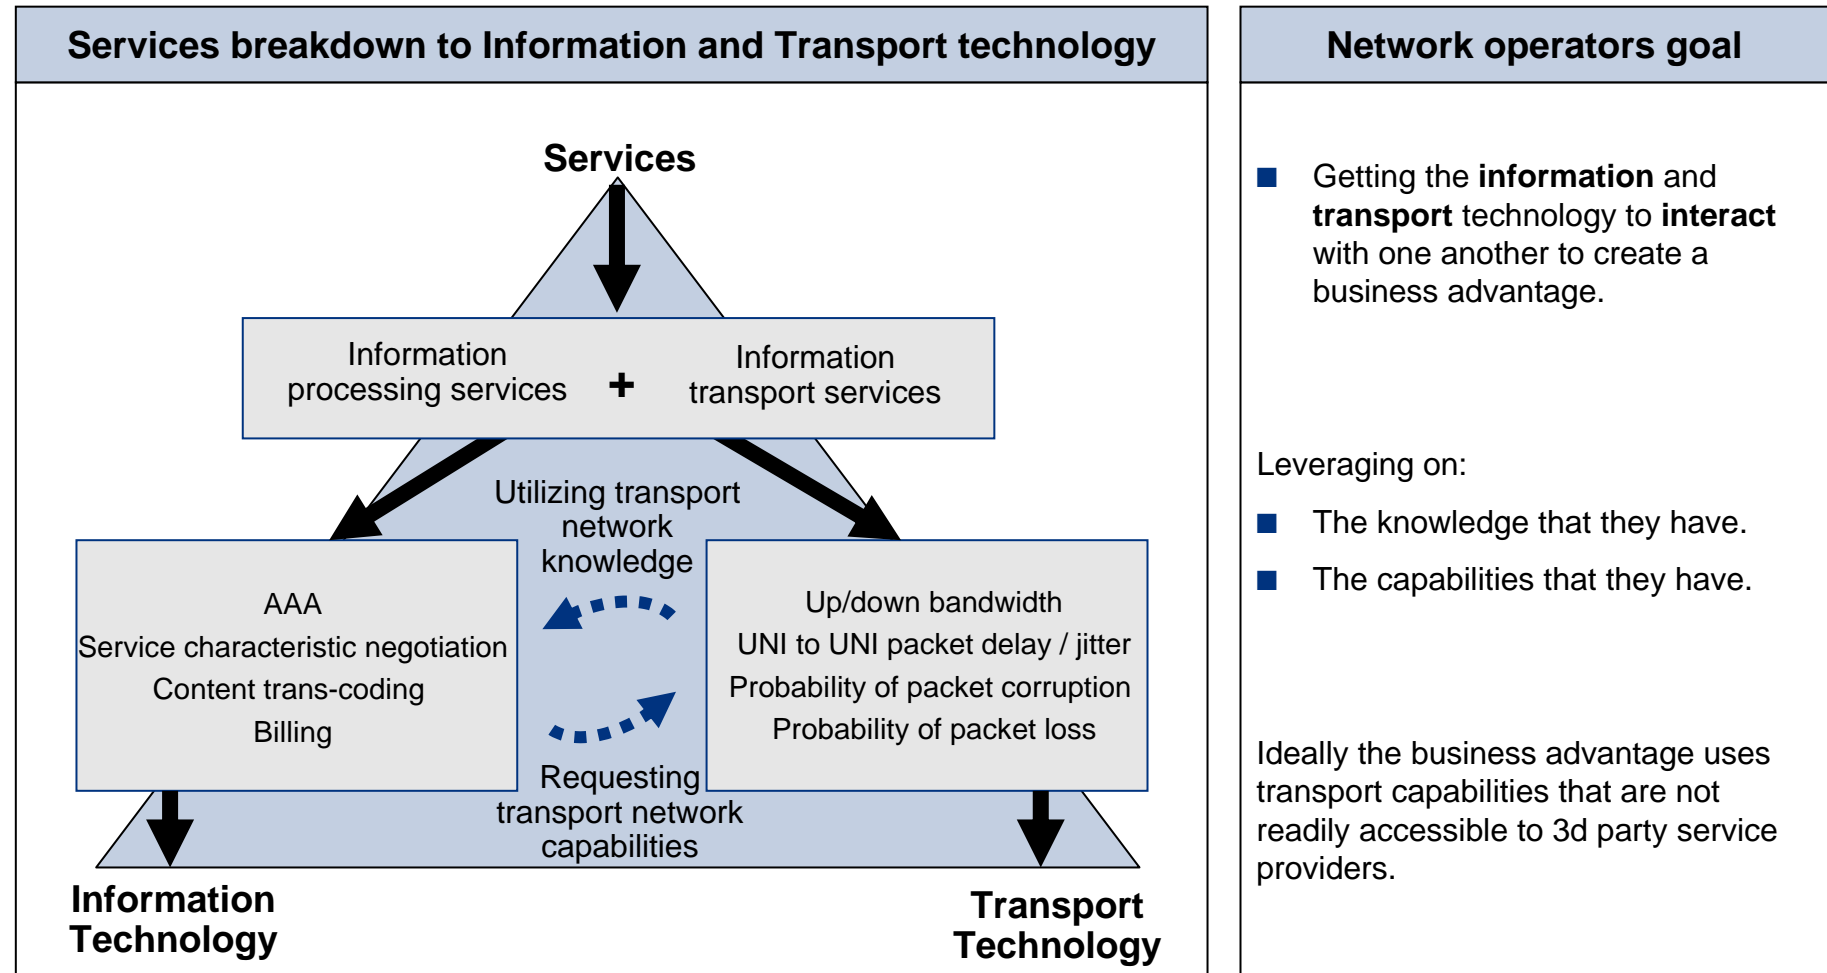 Services breakdown to Information and Transport technology
Services
Information
processing services
+
Information
transport services
Utilizing transport
network
knowledge
AAA
Service characteristic negotiation
Content trans-coding
Billing
Up/down bandwidth
UNI to UNI packet delay / jitter
Probability of packet corruption
Probability of packet loss
Requesting
transport network
capabilities
Information
Technology
Transport
Technology
Network operators goal
Getting the information and
transport technology to interact
with one another to create a
business advantage.
Leveraging on:
The knowledge that they have.
The capabilities that they have.
Ideally the business advantage uses
transport capabilities that are not
readily accessible to 3d party service
providers.